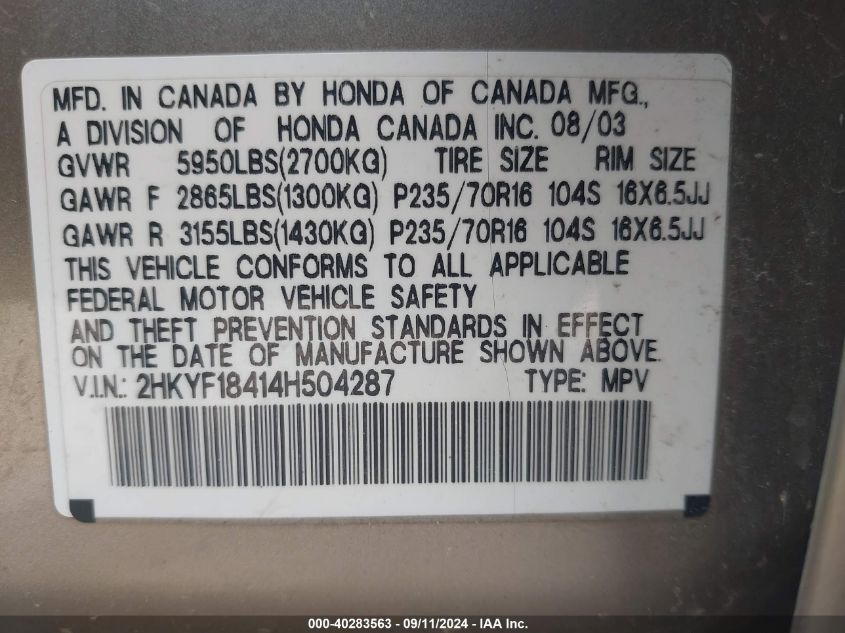 MFD. IN CANADA BY HONDA OF CANADA MFG.,
A DIVISION OF HONDA CANADA INC. 08/03
GVWR 5950LBS(2700KG) TIRE SIZE RIM SIZE
GAWR F 2865LBS(1300KG) P235/70R16 104S 16X6.5JJ
GAWR R 3155LBS(1430KG) P235/70R16 104S 16X6.5JJ
THIS VEHICLE CONFORMS TO ALL APPLICABLE
FEDERAL MOTOR VEHICLE SAFETY
AND THEFT PREVENTION STANDARDS IN EFFECT
ON THE DATE OF MANUFACTURE SHOWN ABOVE.
V.I.N.: 2HKYF18414H504287 TYPE: MPV
000-40283563 - 09/11/2024 - IAA Inc.